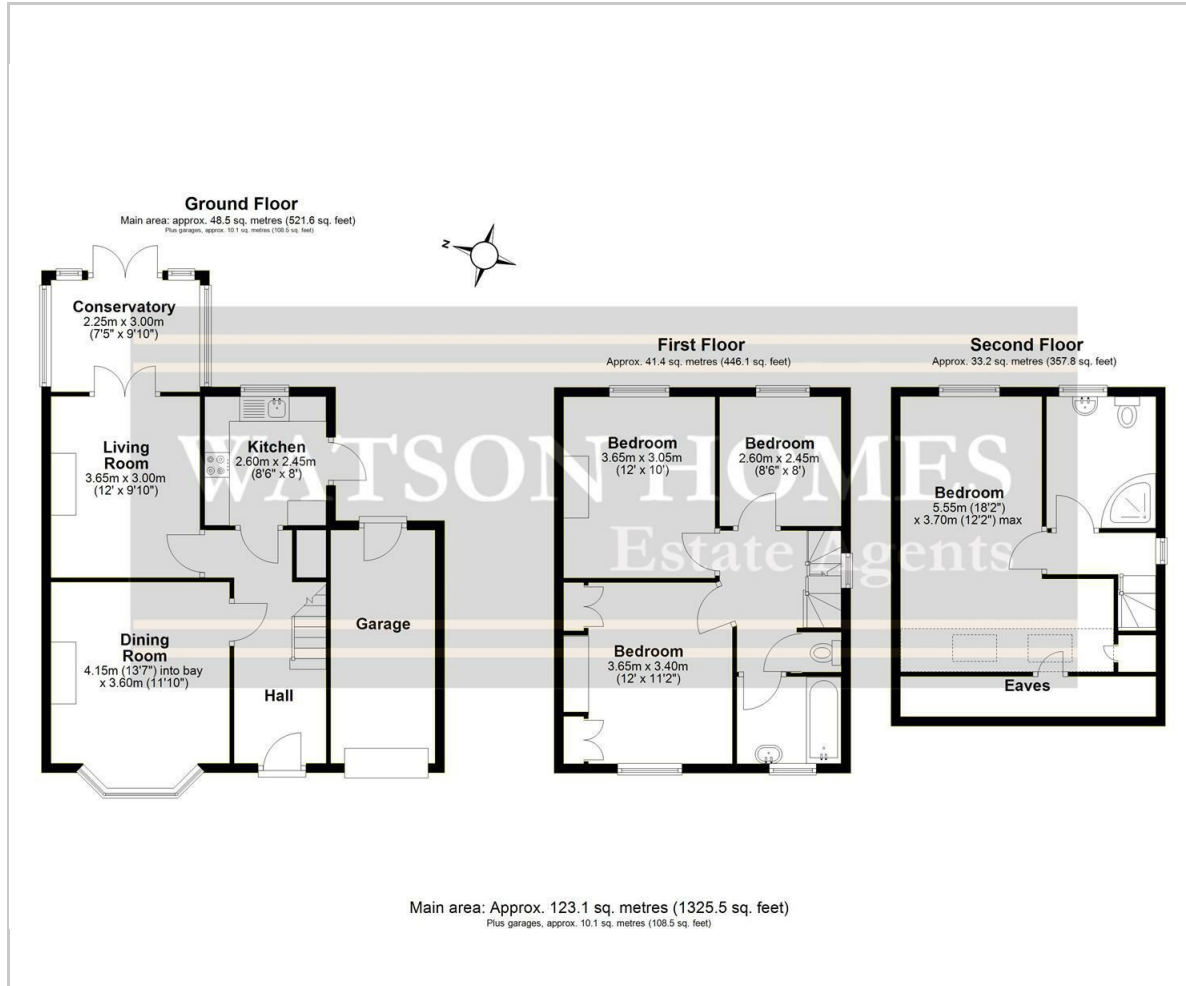 Ground Floor
Main area: approx. 48.5 sq. metres (521.6 sq. feet)
Plus garages, approx. 10.1 sq. metres (108.5 sq. feet)
N
Conservatory
2.25m x 3.00m
(7'5" x 9'10")
Living
Room
3.65m x 3.00m
(12' x 9'10")
Kitchen
2.60m x 2.45m
(8'6" x 8')
Dining
Room
4.15m (13'7") into bay
x 3.60m (11'10")
Hall
Garage
First Floor
Approx. 41.4 sq. metres (446.1 sq. feet)
Bedroom
3.65m x 3.05m
(12' x 10')
Bedroom
2.60m x 2.45m
(8'6" x 8')
Bedroom
3.65m x 3.40m
(12' x 11'2")
Second Floor
Approx. 33.2 sq. metres (357.8 sq. feet)
Bedroom
5.55m (18'2")
x 3.70m (12'2") max
Eaves
WATSON HOMES
Estate Agents
Main area: Approx. 123.1 sq. metres (1325.5 sq. feet)
Plus garages, approx. 10.1 sq. metres (108.5 sq. feet)